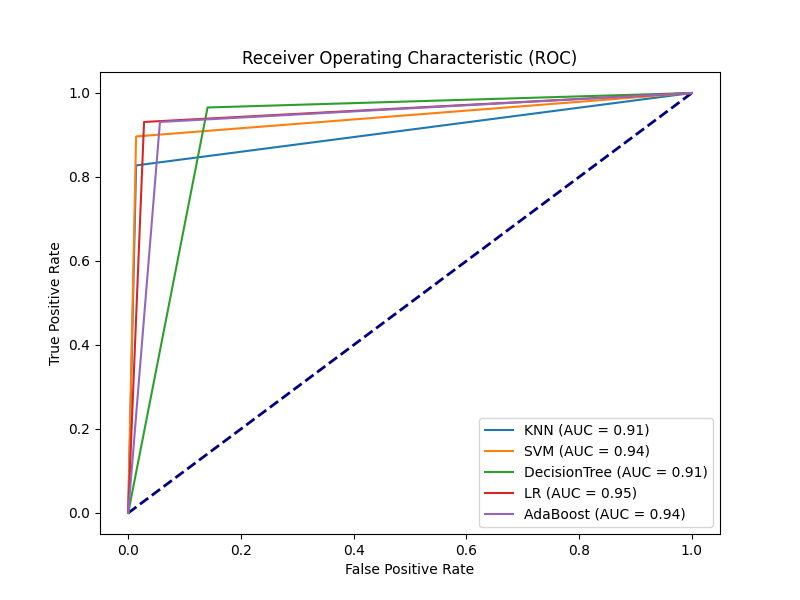 Receiver Operating Characteristic (ROC)
True Positive Rate
1.0
0.8
0.6
0.4
0.2
0.0
KNN (AUC = 0.91)
SVM (AUC = 0.94)
DecisionTree (AUC = 0.91)
LR (AUC = 0.95)
AdaBoost (AUC = 0.94)
0.0 0.2 0.4 0.6 0.8 1.0
False Positive Rate